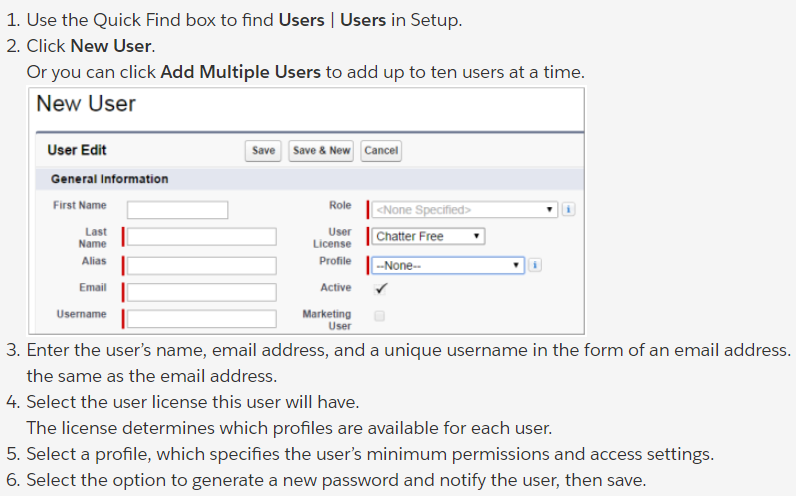 1. Use the Quick Find box to find Users | Users in Setup.
2. Click New User.
Or you can click Add Multiple Users to add up to ten users at a time.
New User
User Edit Save Save & New Cancel
General Information
First Name Role <None Specified> i
Last Name User License Chatter Free
Alias Profile --None-- i
Email Active
Username Marketing User
3. Enter the user’s name, email address, and a unique username in the form of an email address.
the same as the email address.
4. Select the user license this user will have.
The license determines which profiles are available for each user.
5. Select a profile, which specifies the user’s minimum permissions and access settings.
6. Select the option to generate a new password and notify the user, then save.